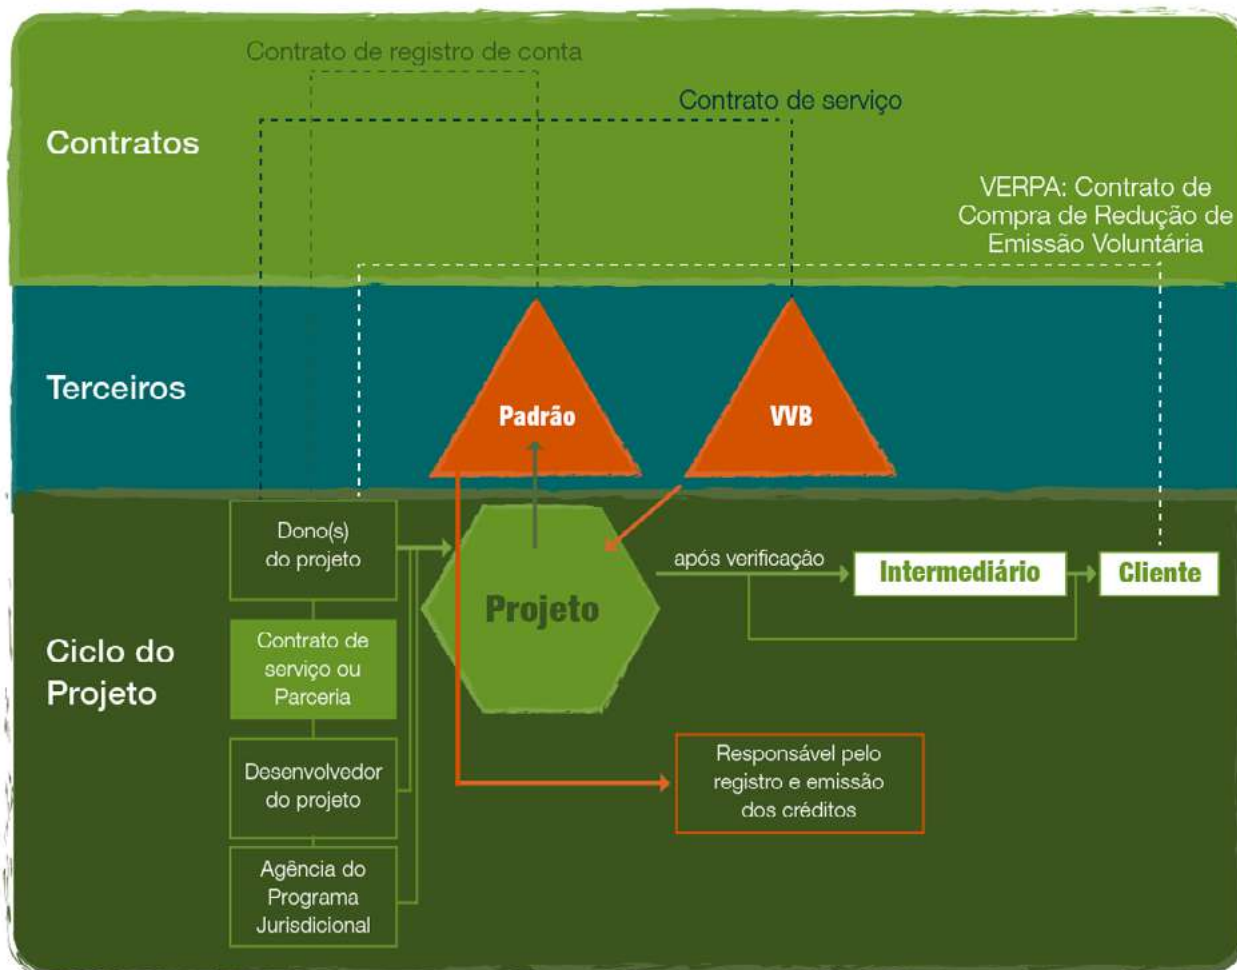 Contrato de registro de conta
Contrato de serviço
Contratos
VERPA: Contrato de
Compra de Redução de
Emissão Voluntária
Terceiros
Padrão
VVB
Dono(s)
do projeto
Projeto
após verificação
Intermediário
Cliente
Ciclo do
Projeto
Contrato de
serviço ou
Parceria
Desenvolvedor
do projeto
Responsável pelo
registro e emissão
dos créditos
Agência do
Programa
Jurisdicional